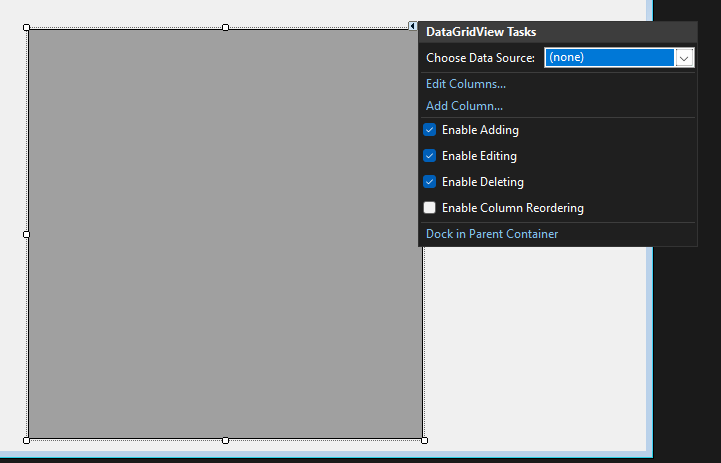 DataGridView Tasks
Choose Data Source: (none)
Edit Columns...
Add Column...
Enable Adding
Enable Editing
Enable Deleting
Enable Column Reordering
Dock in Parent Container